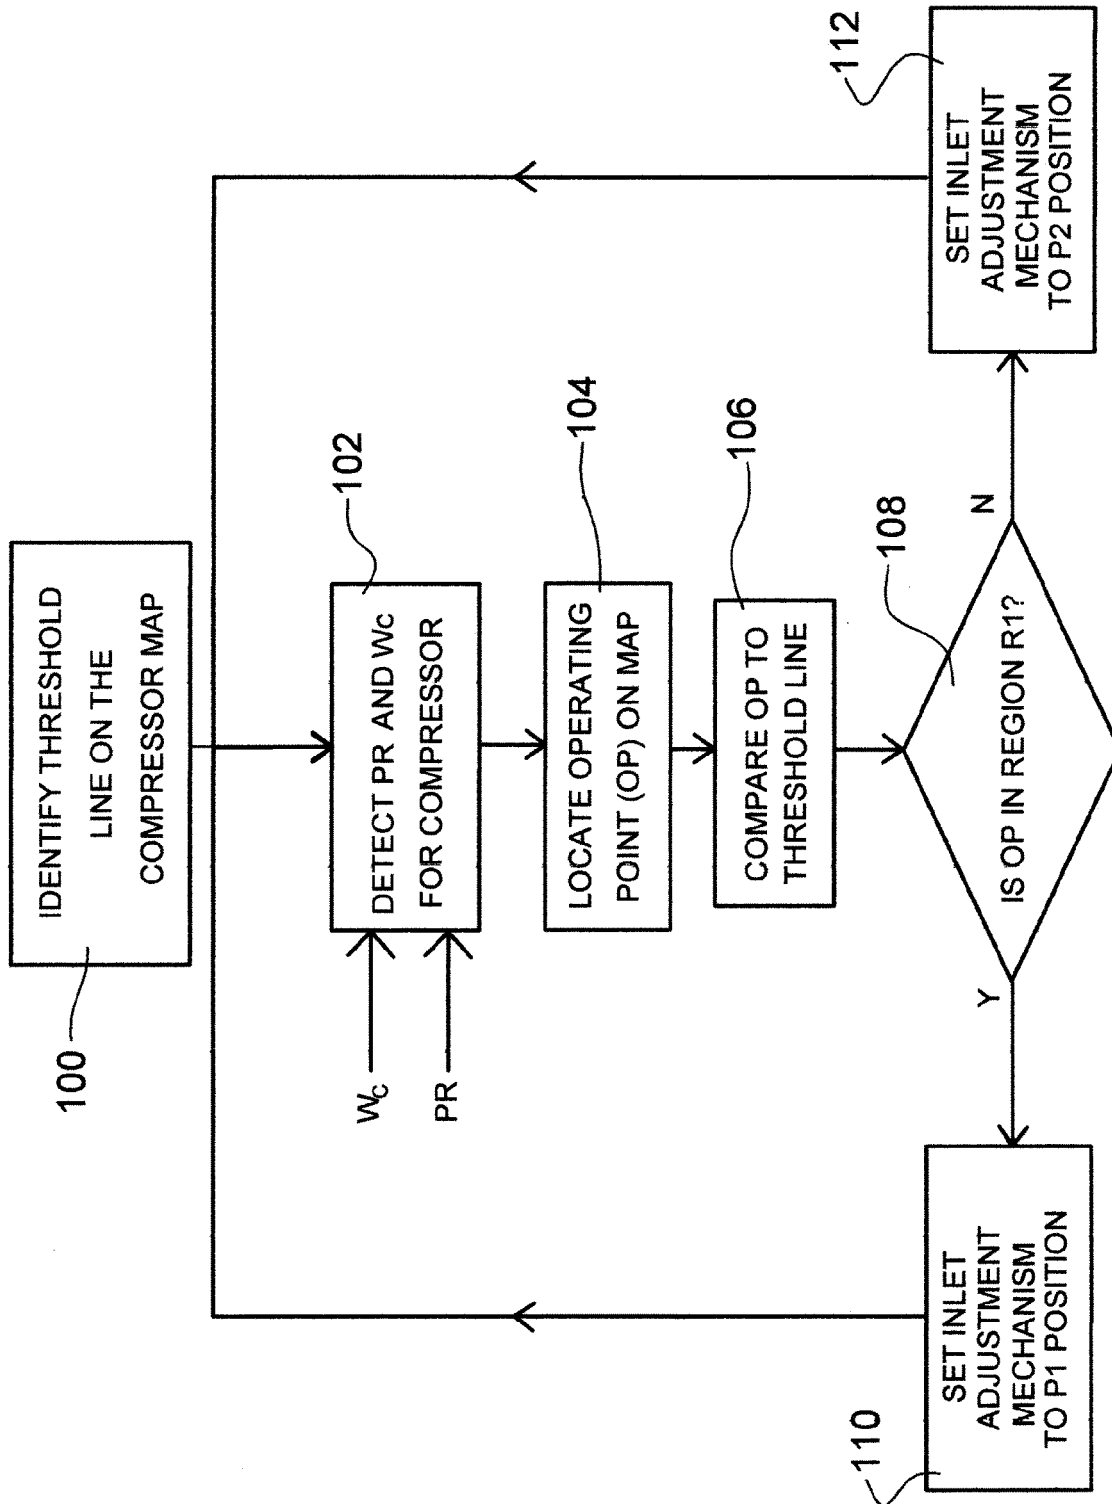 100
IDENTIFY THRESHOLD
LINE ON THE
COMPRESSOR MAP
Wc
PR
102
DETECT PR AND Wc
FOR COMPRESSOR
104
LOCATE OPERATING
POINT (OP) ON MAP
106
COMPARE OP TO
THRESHOLD LINE
108
IS OP IN REGION R1?
Y
N
110
SET INLET
ADJUSTMENT
MECHANISM
TO P1 POSITION
112
SET INLET
ADJUSTMENT
MECHANISM
TO P2 POSITION